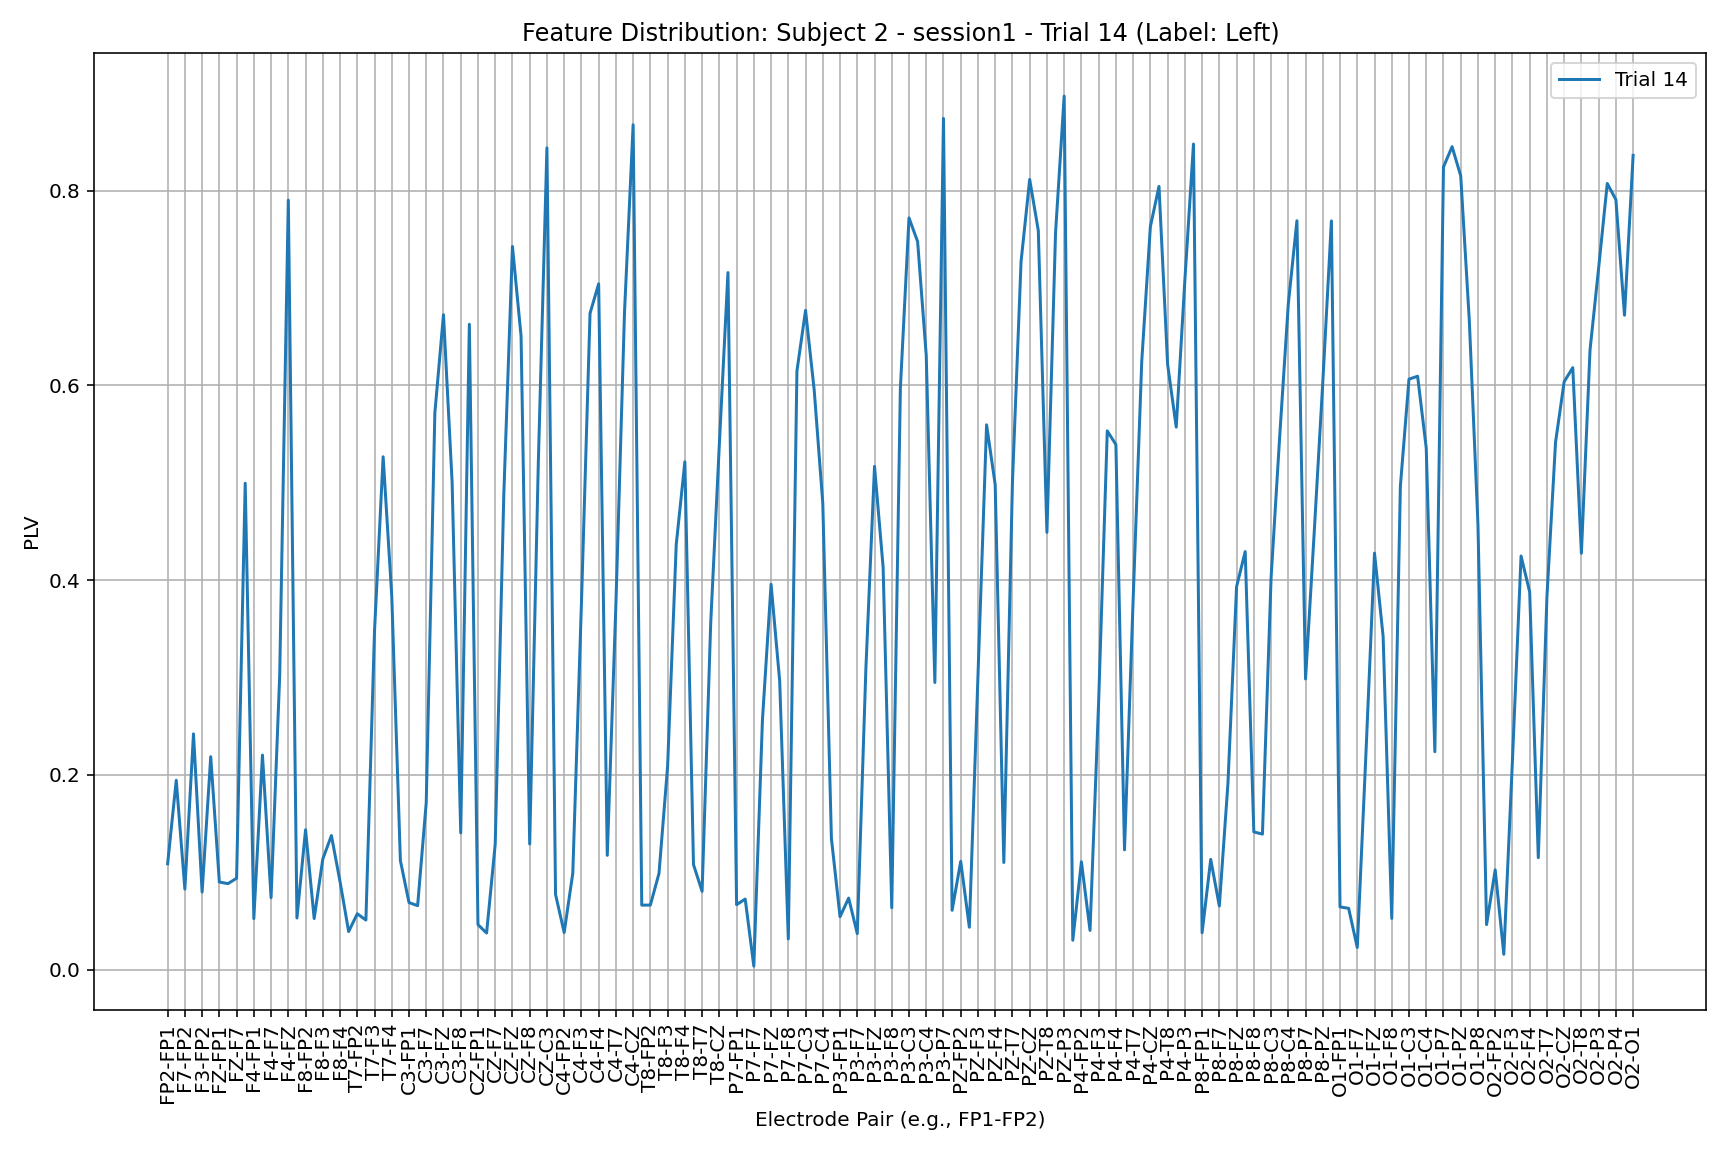 Feature Distribution: Subject 2 - session1 - Trial 14 (Label: Left)
Trial 14
PLV
0.8
0.6
0.4
0.2
0.0
FP2-FP1
F7-FP2
F3-FP2
FZ-FP1
FZ-F7
F4-FP1
F4-F7
F4-FZ
F8-FP2
F8-F3
F8-F4
T7-FP2
T7-F3
T7-F4
C3-FP1
C3-F7
C3-FZ
C3-F8
CZ-FP1
CZ-F7
CZ-FZ
CZ-F8
CZ-C3
C4-FP2
C4-F3
C4-F4
C4-T7
C4-CZ
T8-FP2
T8-F3
T8-F4
T8-T7
T8-CZ
P7-FP1
P7-F7
P7-FZ
P7-F8
P7-C3
P7-C4
P3-FP1
P3-F7
P3-FZ
P3-F8
P3-C3
P3-C4
P3-P7
PZ-FP2
PZ-F3
PZ-F4
PZ-T7
PZ-CZ
PZ-T8
PZ-P3
P4-FP2
P4-F3
P4-F4
P4-T7
P4-CZ
P4-T8
P4-P3
P8-FP1
P8-F7
P8-FZ
P8-F8
P8-C3
P8-C4
P8-P7
P8-PZ
O1-FP1
O1-F7
O1-FZ
O1-F8
O1-C3
O1-C4
O1-P7
O1-PZ
O1-P8
O2-FP2
O2-F3
O2-F4
O2-T7
O2-CZ
O2-T8
O2-P3
O2-P4
O2-O1
Electrode Pair (e.g., FP1-FP2)